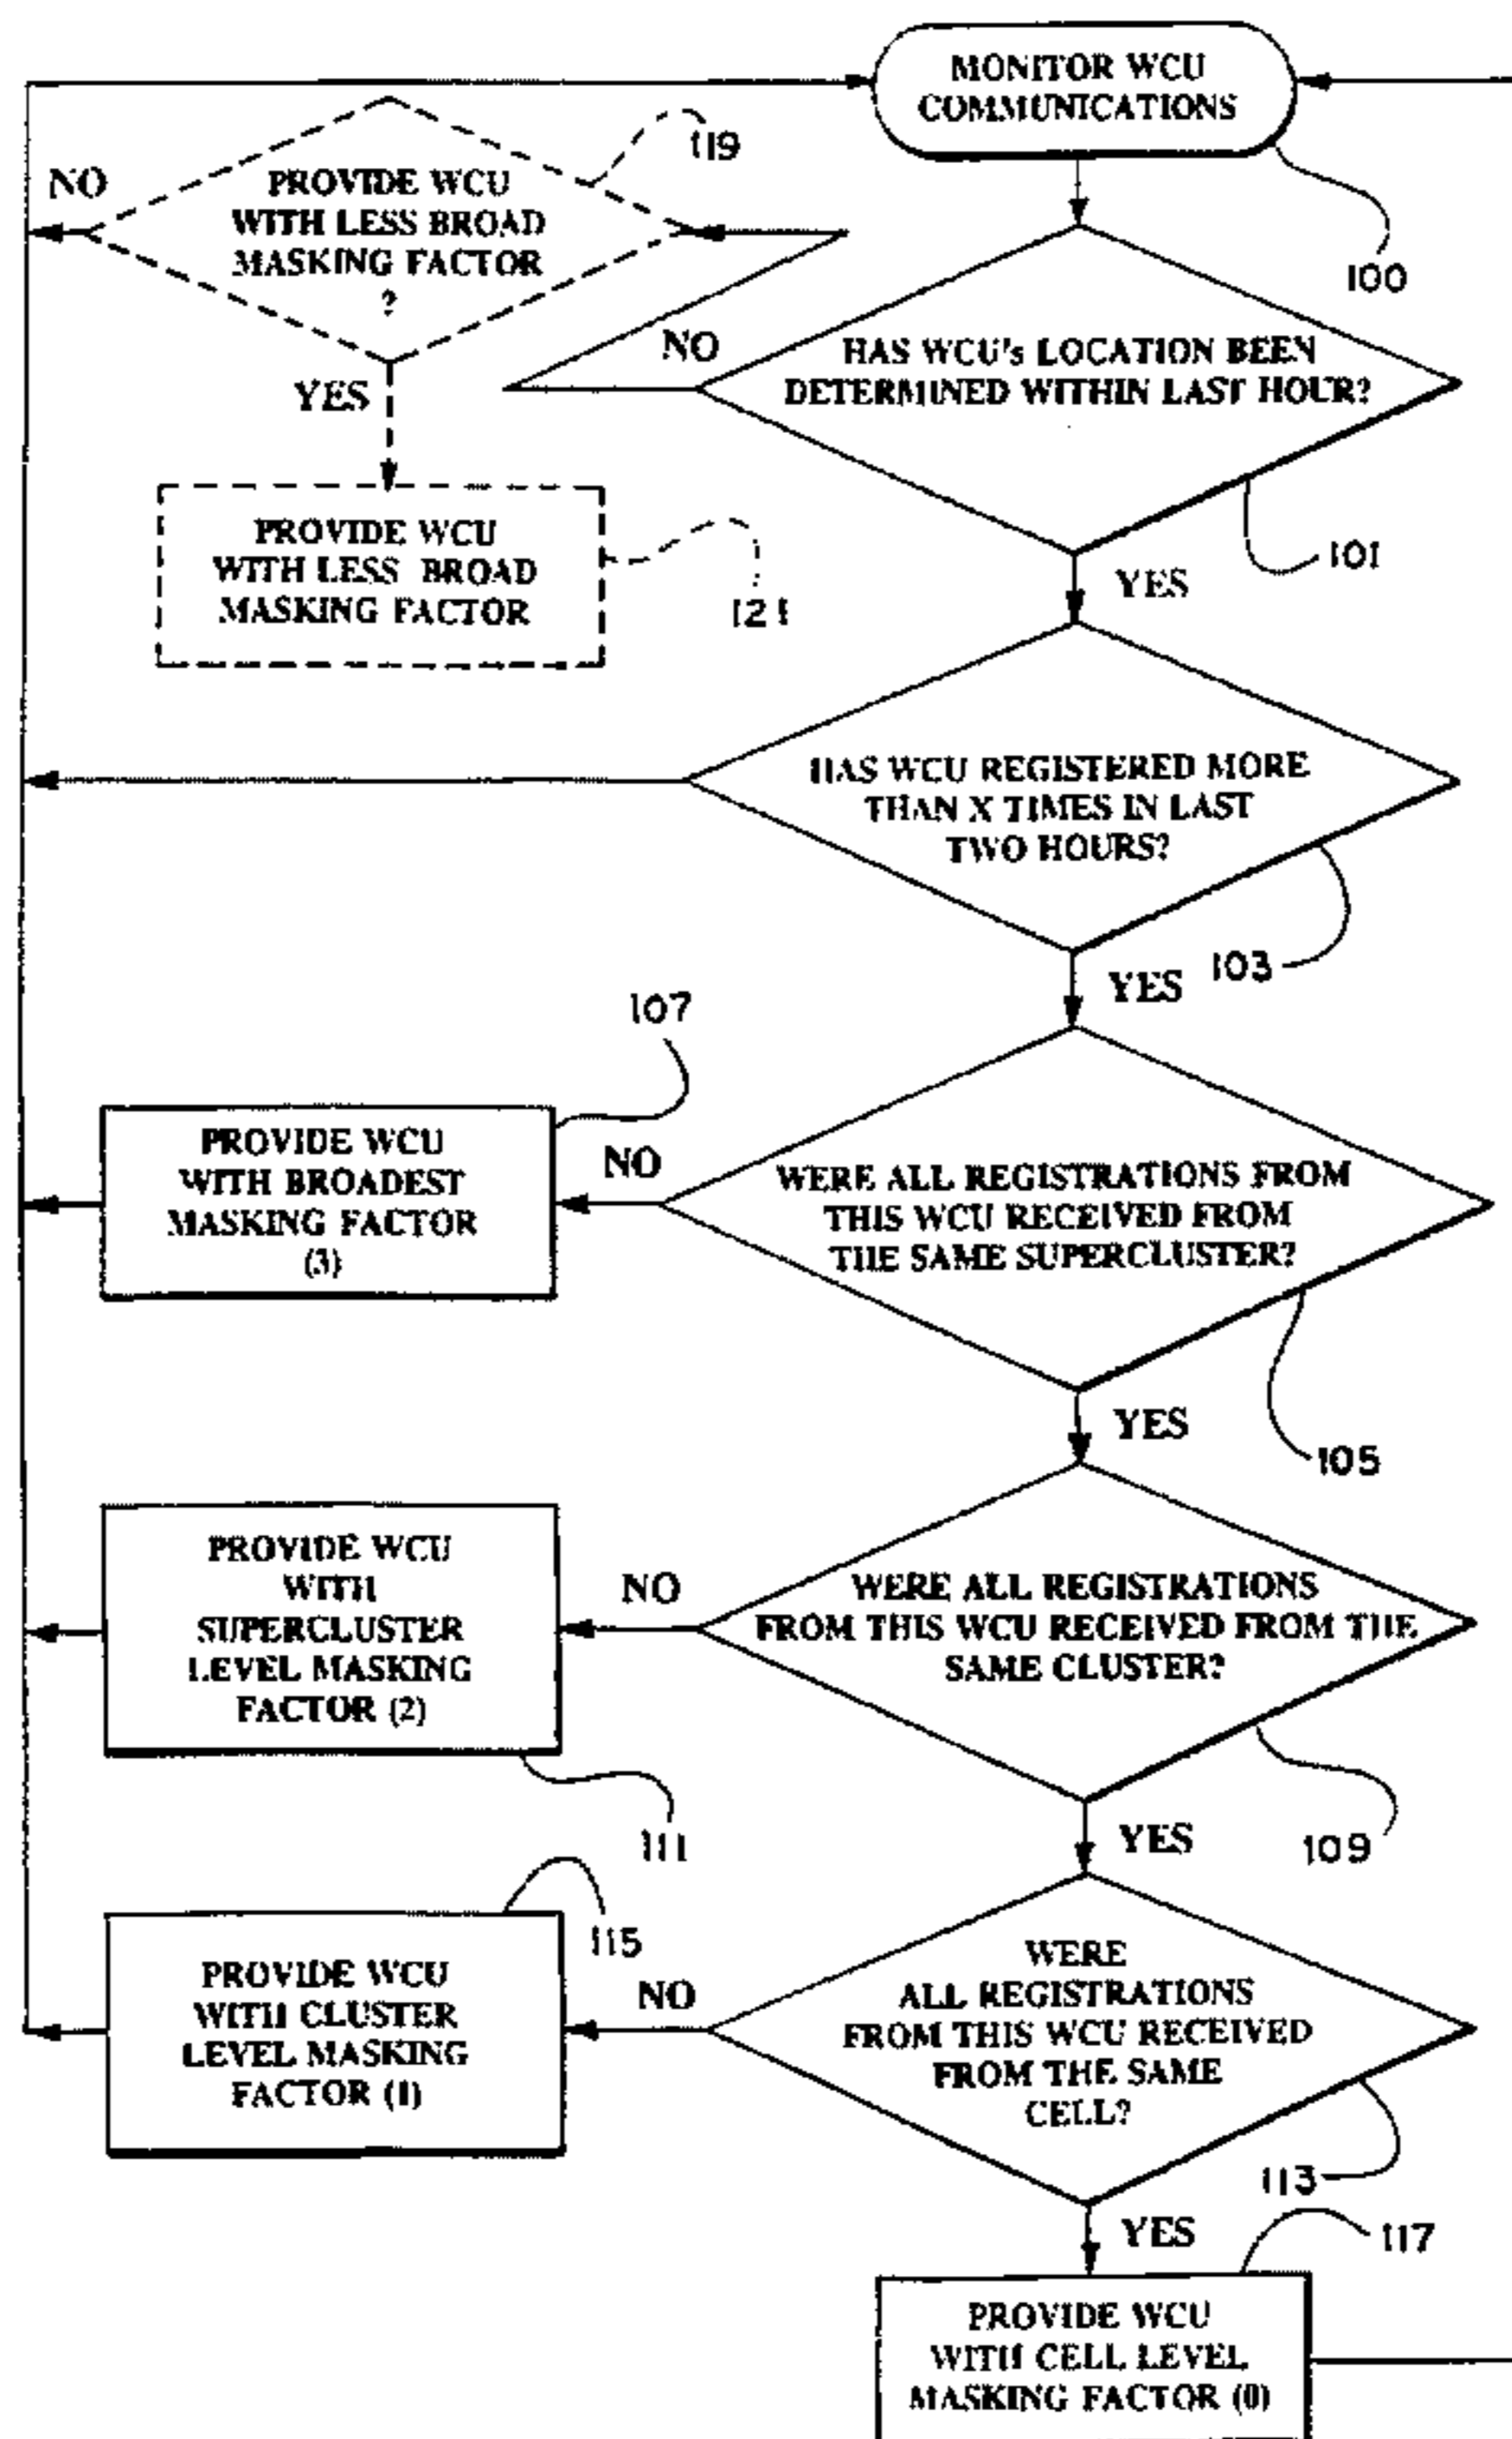 MONITOR WCU
COMMUNICATIONS
100
119
NO
PROVIDE WCU
WITH LESS BROAD
MASKING FACTOR
?
YES
NO
HAS WCU's LOCATION BEEN
DETERMINED WITHIN LAST HOUR?
101
YES
PROVIDE WCU
WITH LESS BROAD
MASKING FACTOR
121
HAS WCU REGISTERED MORE
THAN X TIMES IN LAST
TWO HOURS?
103
YES
107
PROVIDE WCU
WITH BROADEST
MASKING FACTOR
(3)
NO
WERE ALL REGISTRATIONS FROM
THIS WCU RECEIVED FROM
THE SAME SUPERCLUSTER?
105
YES
PROVIDE WCU
WITH
SUPERCLUSTER
LEVEL MASKING
FACTOR (2)
111
NO
WERE ALL REGISTRATIONS
FROM THIS WCU RECEIVED FROM THE
SAME CLUSTER?
109
YES
115
PROVIDE WCU
WITH CLUSTER
LEVEL MASKING
FACTOR (1)
NO
WERE
ALL REGISTRATIONS
FROM THIS WCU RECEIVED
FROM THE SAME
CELL?
113
YES
117
PROVIDE WCU
WITH CELL LEVEL
MASKING FACTOR (0)